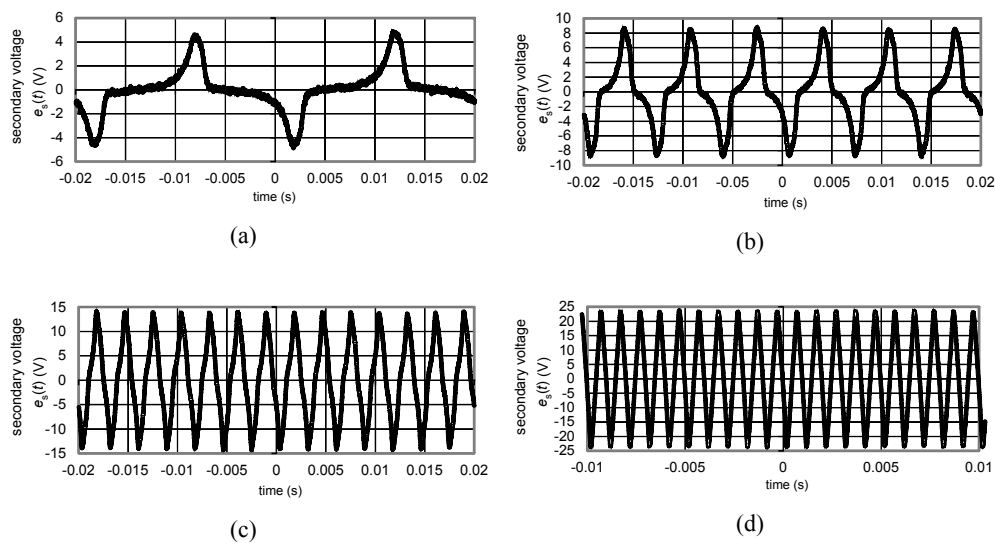 secondary voltage
e_s(t) (V)
6
4
2
0
-2
-4
-6
-0.02 -0.015 -0.01 -0.005 0 0.005 0.01 0.015 0.02
time (s)
(a)
secondary voltage
e_s(t) (V)
10
8
6
4
2
0
-2
-4
-6
-8
-10
-0.02 -0.015 -0.01 -0.005 0 0.005 0.01 0.015 0.02
time (s)
(b)
secondary voltage
e_s(t) (V)
15
10
5
0
-5
-10
-15
-0.02 -0.015 -0.01 -0.005 0 0.005 0.01 0.015 0.02
time (s)
(c)
secondary voltage
e_s(t) (V)
25
20
15
10
5
0
-5
-10
-15
-20
-25
-0.01 -0.005 0 0.005 0.01
time (s)
(d)